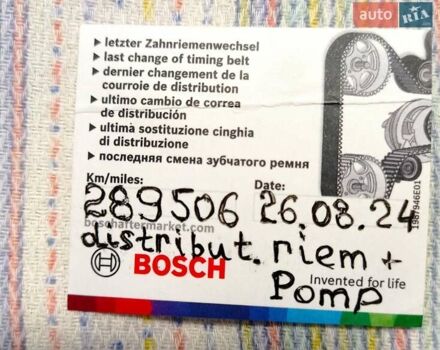 auto RIA
▸ letzter Zahnriemenwechsel
▸ last change of timing belt
▸ dernier changement de la
courroie de distribution
▸ ultimo cambio de correa
de distribución
▸ ultima sostituzione cinghia
di distribuzione
▸ последняя смена зубчатого ремня
Km/miles: Date:
289506 26.08.24
boschaftermarket.com
distribut. riem +
BOSCH
Invented for life
Pomp
1987946E01